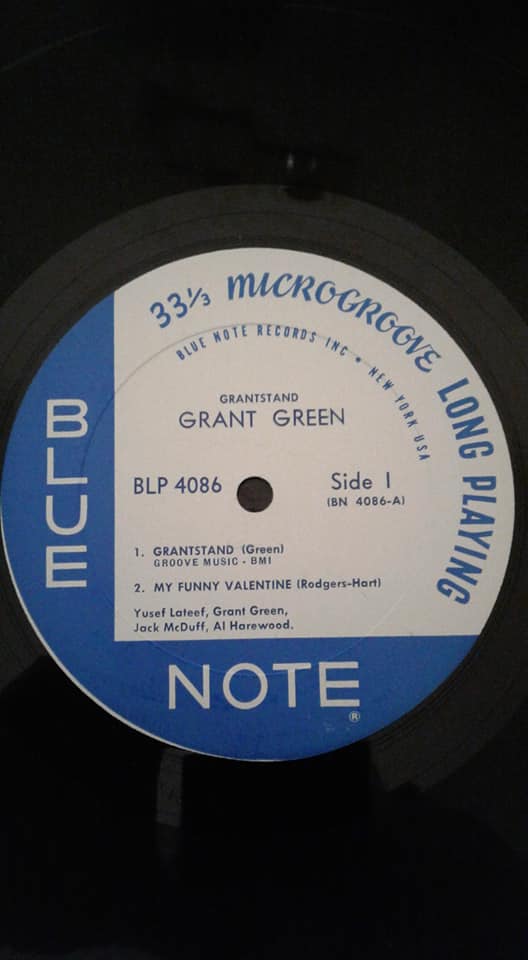 33⅓ MICROGROOVE LONG PLAYING
BLUE NOTE RECORDS INC • NEW YORK USA
GRANTSTAND
GRANT GREEN
BLP 4086
Side 1
(BN 4086-A)
1. GRANTSTAND (Green)
GROOVE MUSIC - BMI
2. MY FUNNY VALENTINE (Rodgers-Hart)
Yusef Lateef, Grant Green,
Jack McDuff, Al Harewood.
BLUE
NOTE
®